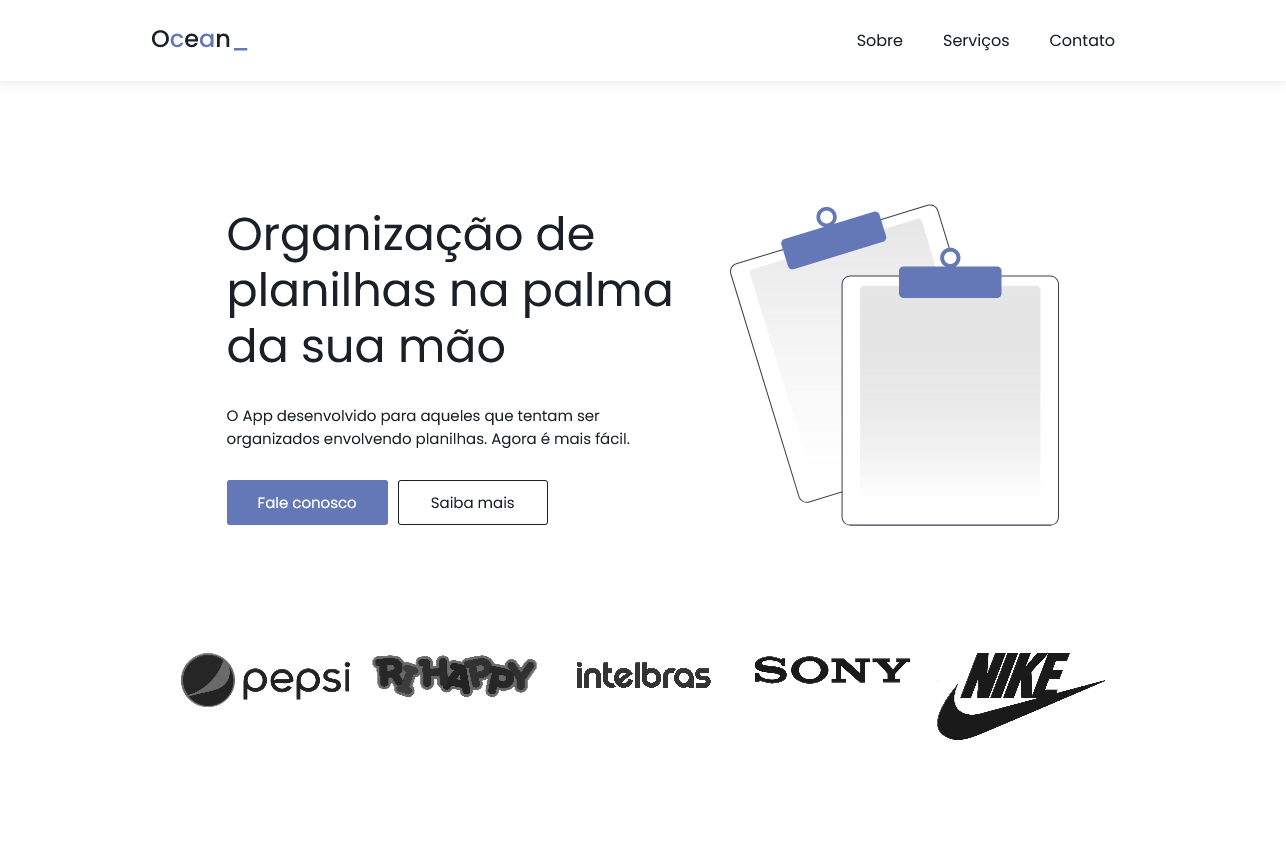 Ocean_
Sobre Serviços Contato
Organização de
planilhas na palma
da sua mão
O App desenvolvido para aqueles que tentam ser
organizados envolvendo planilhas. Agora é mais fácil.
Fale conosco Saiba mais
pepsi RI HAPPY intelbras SONY NIKE